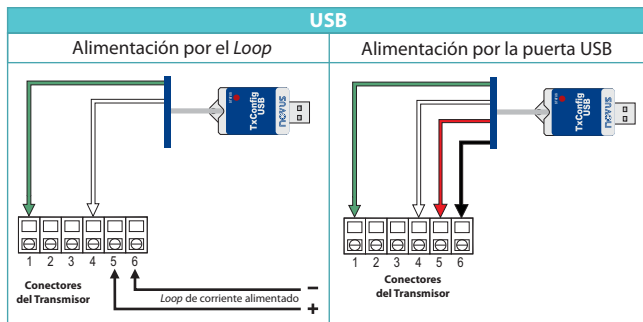 USB
Alimentación por el Loop
Alimentación por la puerta USB
STATUS
TxConfig
USB
NOVUS
STATUS
TxConfig
USB
NOVUS
1 2 3 4 5 6
Conectores
del Transmisor
Loop de corriente alimentado
–
+
1 2 3 4 5 6
Conectores
del Transmisor